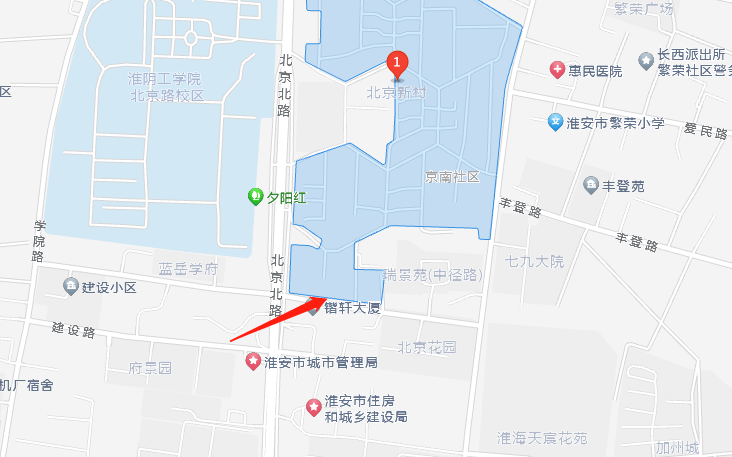 繁荣广场
长西派出所
繁荣社区警务
惠民医院
淮阴工学院
北京路校区
区
北京北路
1
北京新村
淮安市繁荣小学
爱民路
京南社区
丰登苑
夕阳红
丰登路
丰登路
学院路
七九大院
蓝岳学府
北京北路
瑞景苑(中径路)
建设小区
锴轩大厦
建设路
北京花园
淮安市城市管理局
府景园
机厂宿舍
淮安市住房
和城乡建设局
淮海天宸花苑
加州城